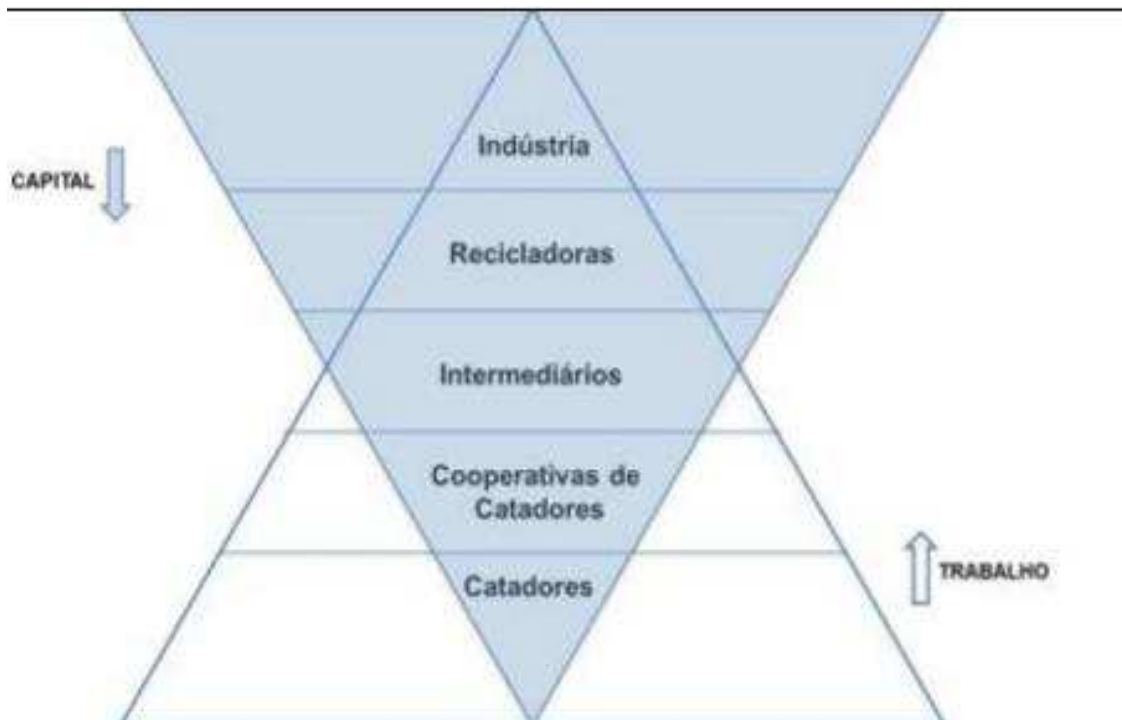 Indústria
CAPITAL
Recicladoras
Intermediários
Cooperativas de
Catadores
TRABALHO
Catadores